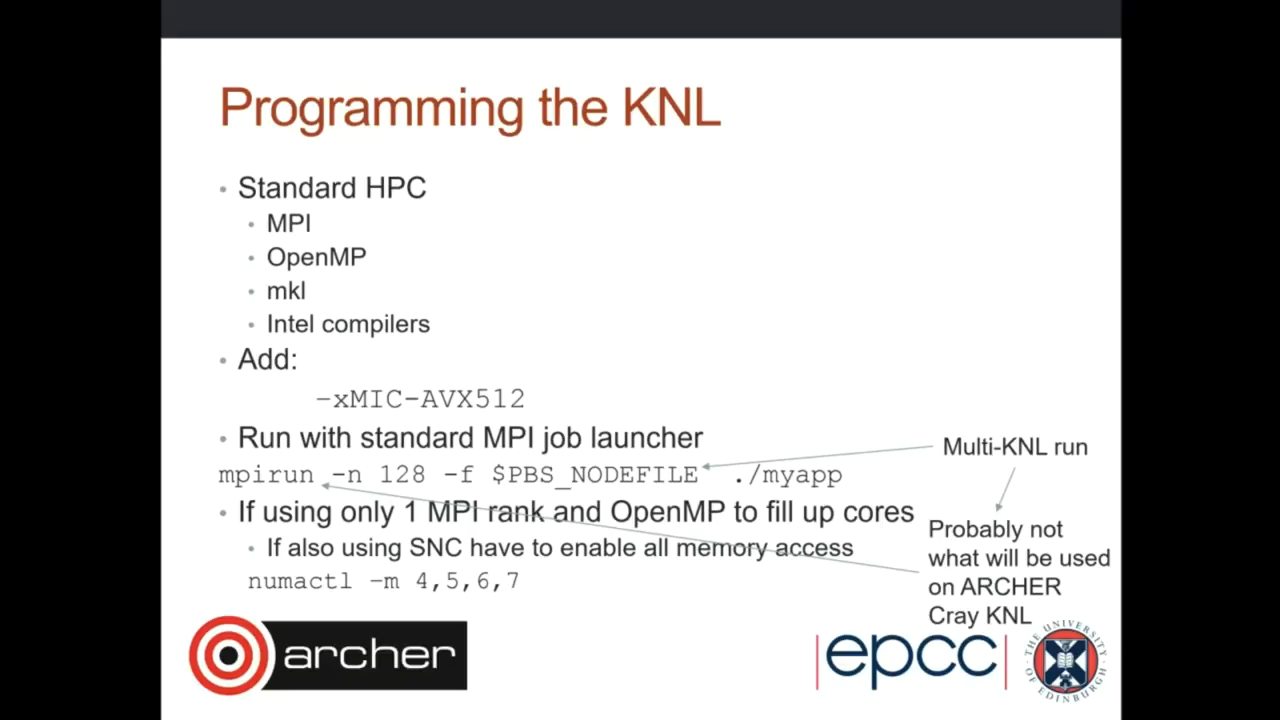 Programming the KNL
• Standard HPC
• MPI
• OpenMP
• mkl
• Intel compilers
• Add:
-xMIC-AVX512
• Run with standard MPI job launcher
mpirun -n 128 -f $PBS_NODEFILE ./myapp
• If using only 1 MPI rank and OpenMP to fill up cores
• If also using SNC have to enable all memory access
numactl -m 4,5,6,7
Multi-KNL run
Probably not
what will be used
on ARCHER
Cray KNL
archer
epcc
THE UNIVERSITY
OF EDINBURGH